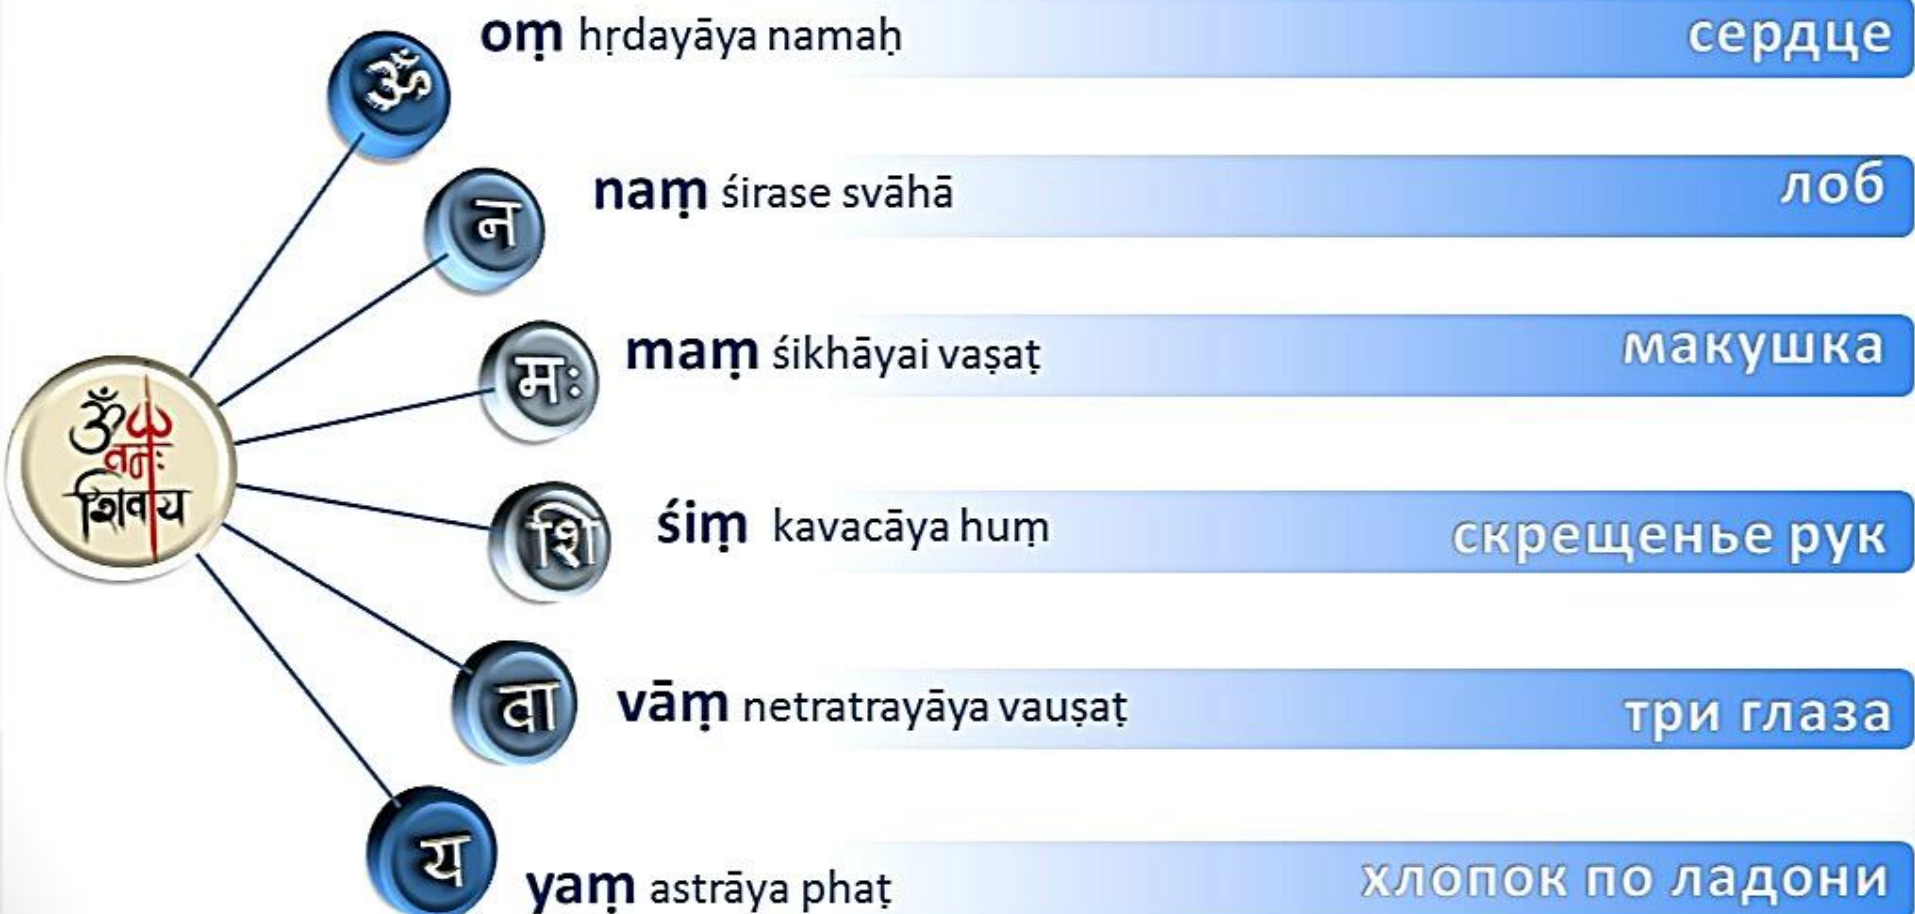 ॐ
oṃ hṛdayāya namaḥ
сердце
न
naṃ śirase svāhā
лоб
मः
maṃ śikhāyai vaṣaṭ
макушка
ॐ
शिवाय
शि
śiṃ kavacāya huṃ
скрещенье рук
वा
vāṃ netratrayāya vauṣaṭ
три глаза
य
yaṃ astrāya phaṭ
хлопок по ладони